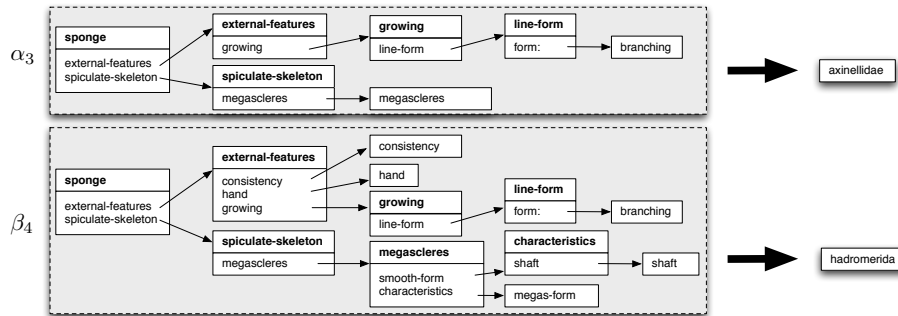 α3
sponge
external-features
spiculate-skeleton
external-features
growing
growing
line-form
line-form
form:
branching
spiculate-skeleton
megascleres
megascleres
axinellidae
β4
sponge
external-features
spiculate-skeleton
external-features
consistency
hand
growing
consistency
hand
growing
line-form
line-form
form:
branching
spiculate-skeleton
megascleres
megascleres
smooth-form
characteristics
characteristics
shaft
shaft
megas-form
hadromerida